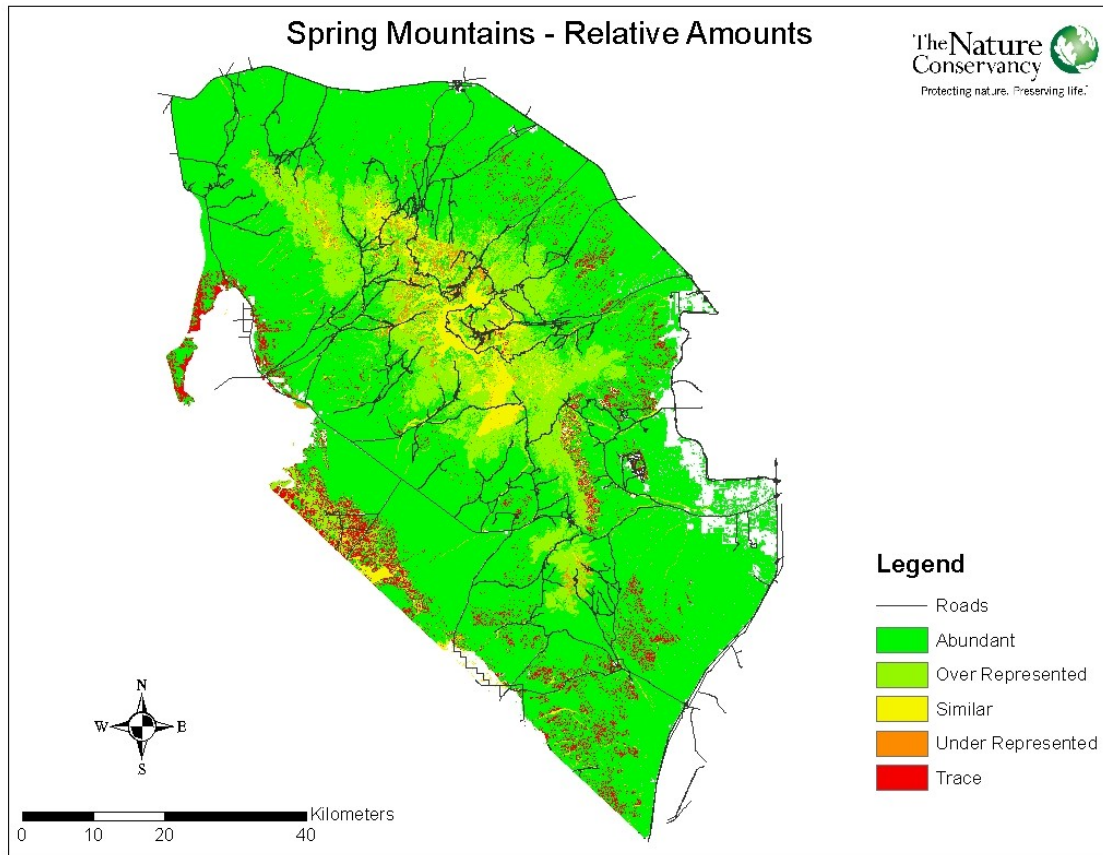 Spring Mountains - Relative Amounts
The Nature
Conservancy
Protecting nature. Preserving life.
Legend
Roads
Abundant
Over Represented
Similar
Under Represented
Trace
N
W E
S
Kilometers
0 10 20 40